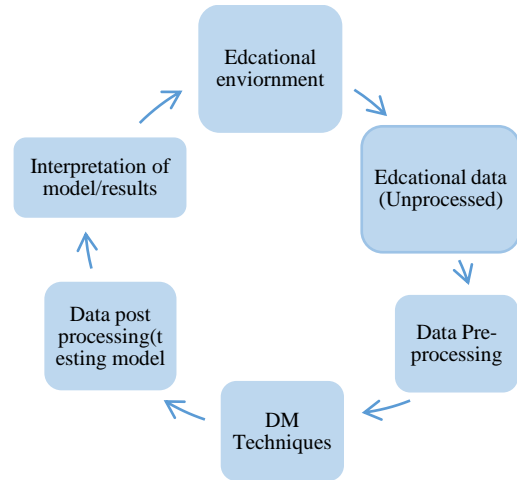 Edcational
enviornment
Edcational data
(Unprocessed)
Data Pre-
processing
DM
Techniques
Data post
processing(t
esting model
Interpretation of
model/results